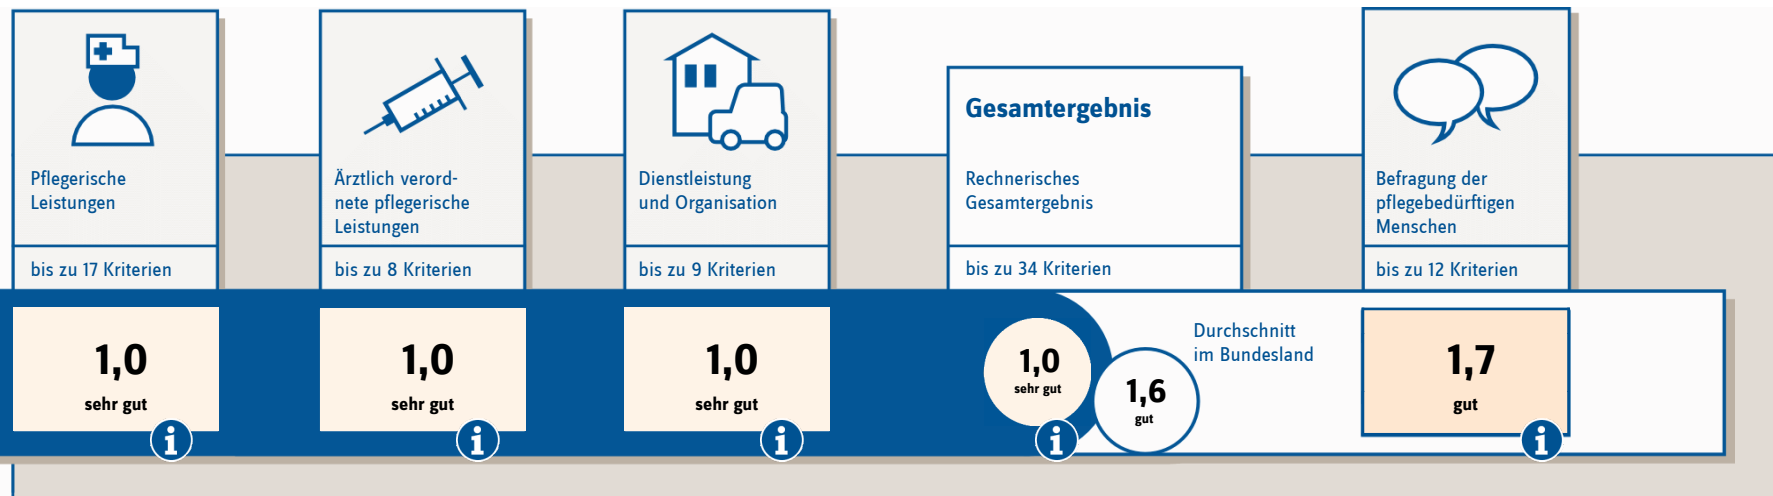 Pflegerische
Leistungen
bis zu 17 Kriterien
1,0
sehr gut
i
Ärztlich verord-
nete pflegerische
Leistungen
bis zu 8 Kriterien
1,0
sehr gut
i
Dienstleistung
und Organisation
bis zu 9 Kriterien
1,0
sehr gut
i
Gesamtergebnis
Rechnerisches
Gesamtergebnis
bis zu 34 Kriterien
1,0
sehr gut
i
1,6
gut
Durchschnitt
im Bundesland
Befragung der
pflegebedürftigen
Menschen
bis zu 12 Kriterien
1,7
gut
i